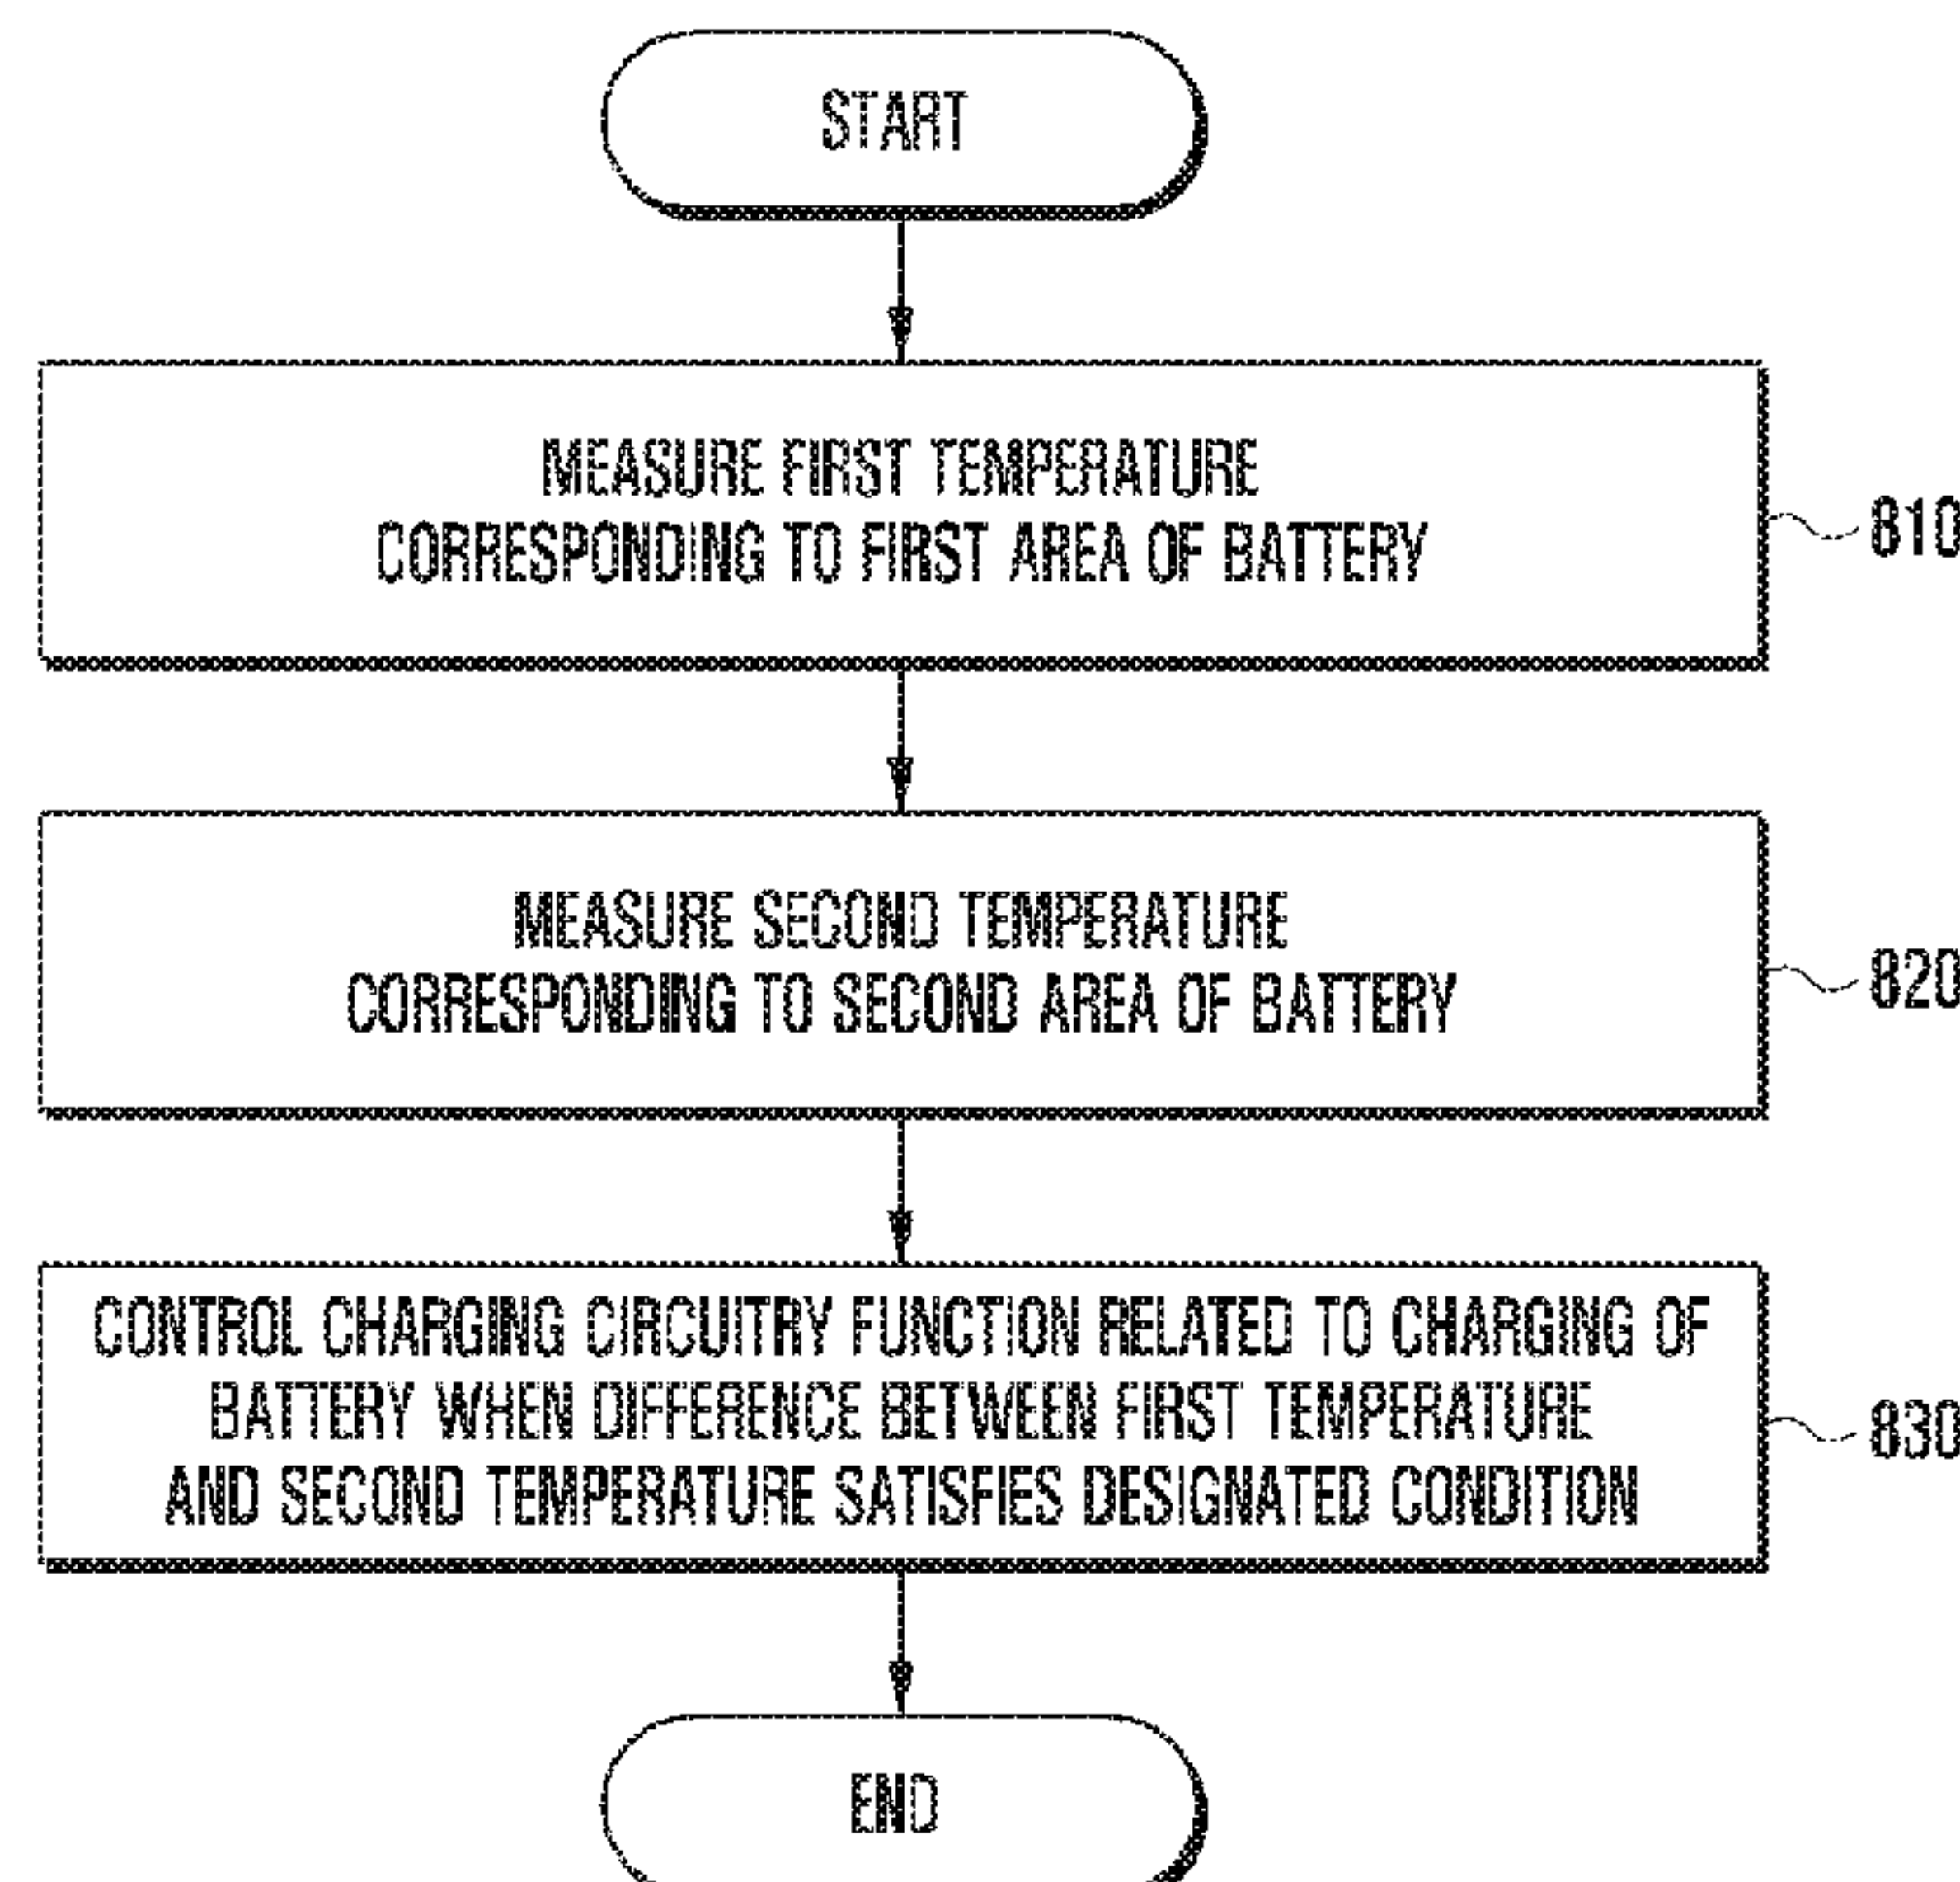 START
MEASURE FIRST TEMPERATURE
CORRESPONDING TO FIRST AREA OF BATTERY
810
MEASURE SECOND TEMPERATURE
CORRESPONDING TO SECOND AREA OF BATTERY
820
CONTROL CHARGING CIRCUITRY FUNCTION RELATED TO CHARGING OF
BATTERY WHEN DIFFERENCE BETWEEN FIRST TEMPERATURE
AND SECOND TEMPERATURE SATISFIES DESIGNATED CONDITION
830
END